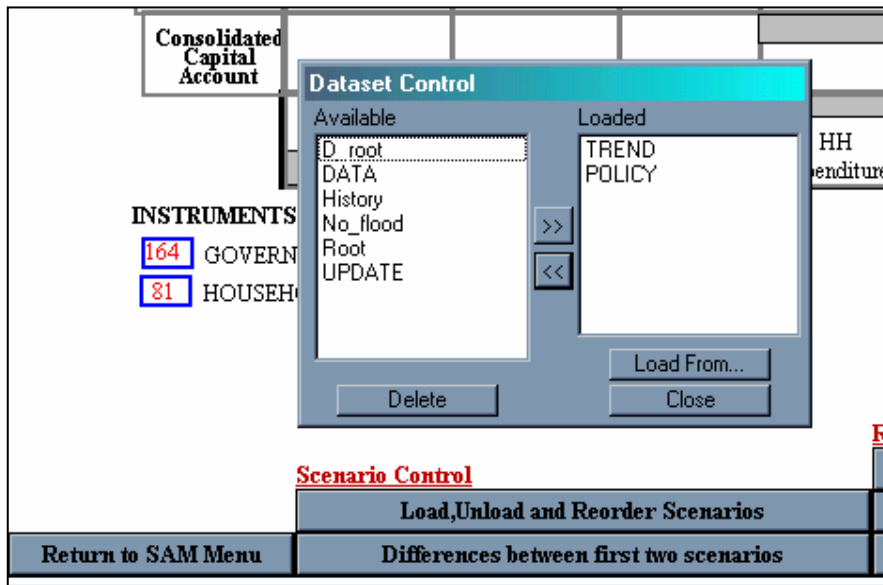 Consolidated
Capital
Account
Dataset Control
Available
Loaded
D_root
DATA
History
No_flood
Root
UPDATE
TREND
POLICY
>>
<<
Load From...
Delete
Close
HH
INSTRUMENTS
164 GOVERN
81 HOUSEH
Scenario Control
Load,Unload and Reorder Scenarios
Return to SAM Menu
Differences between first two scenarios